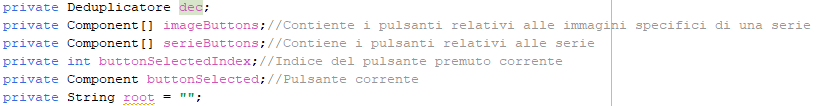 private Deduplicatore dec;
private Component[] imageButtons;//Contiente i pulsanti relativi alle immagini specifici di una serie
private Component[] serieButtons;//Contiene i pulsanti relativi alle serie
private int buttonSelectedIndex;//Indice del pulsante premuto corrente
private Component buttonSelected;//Pulsante corrente
private String root = "";